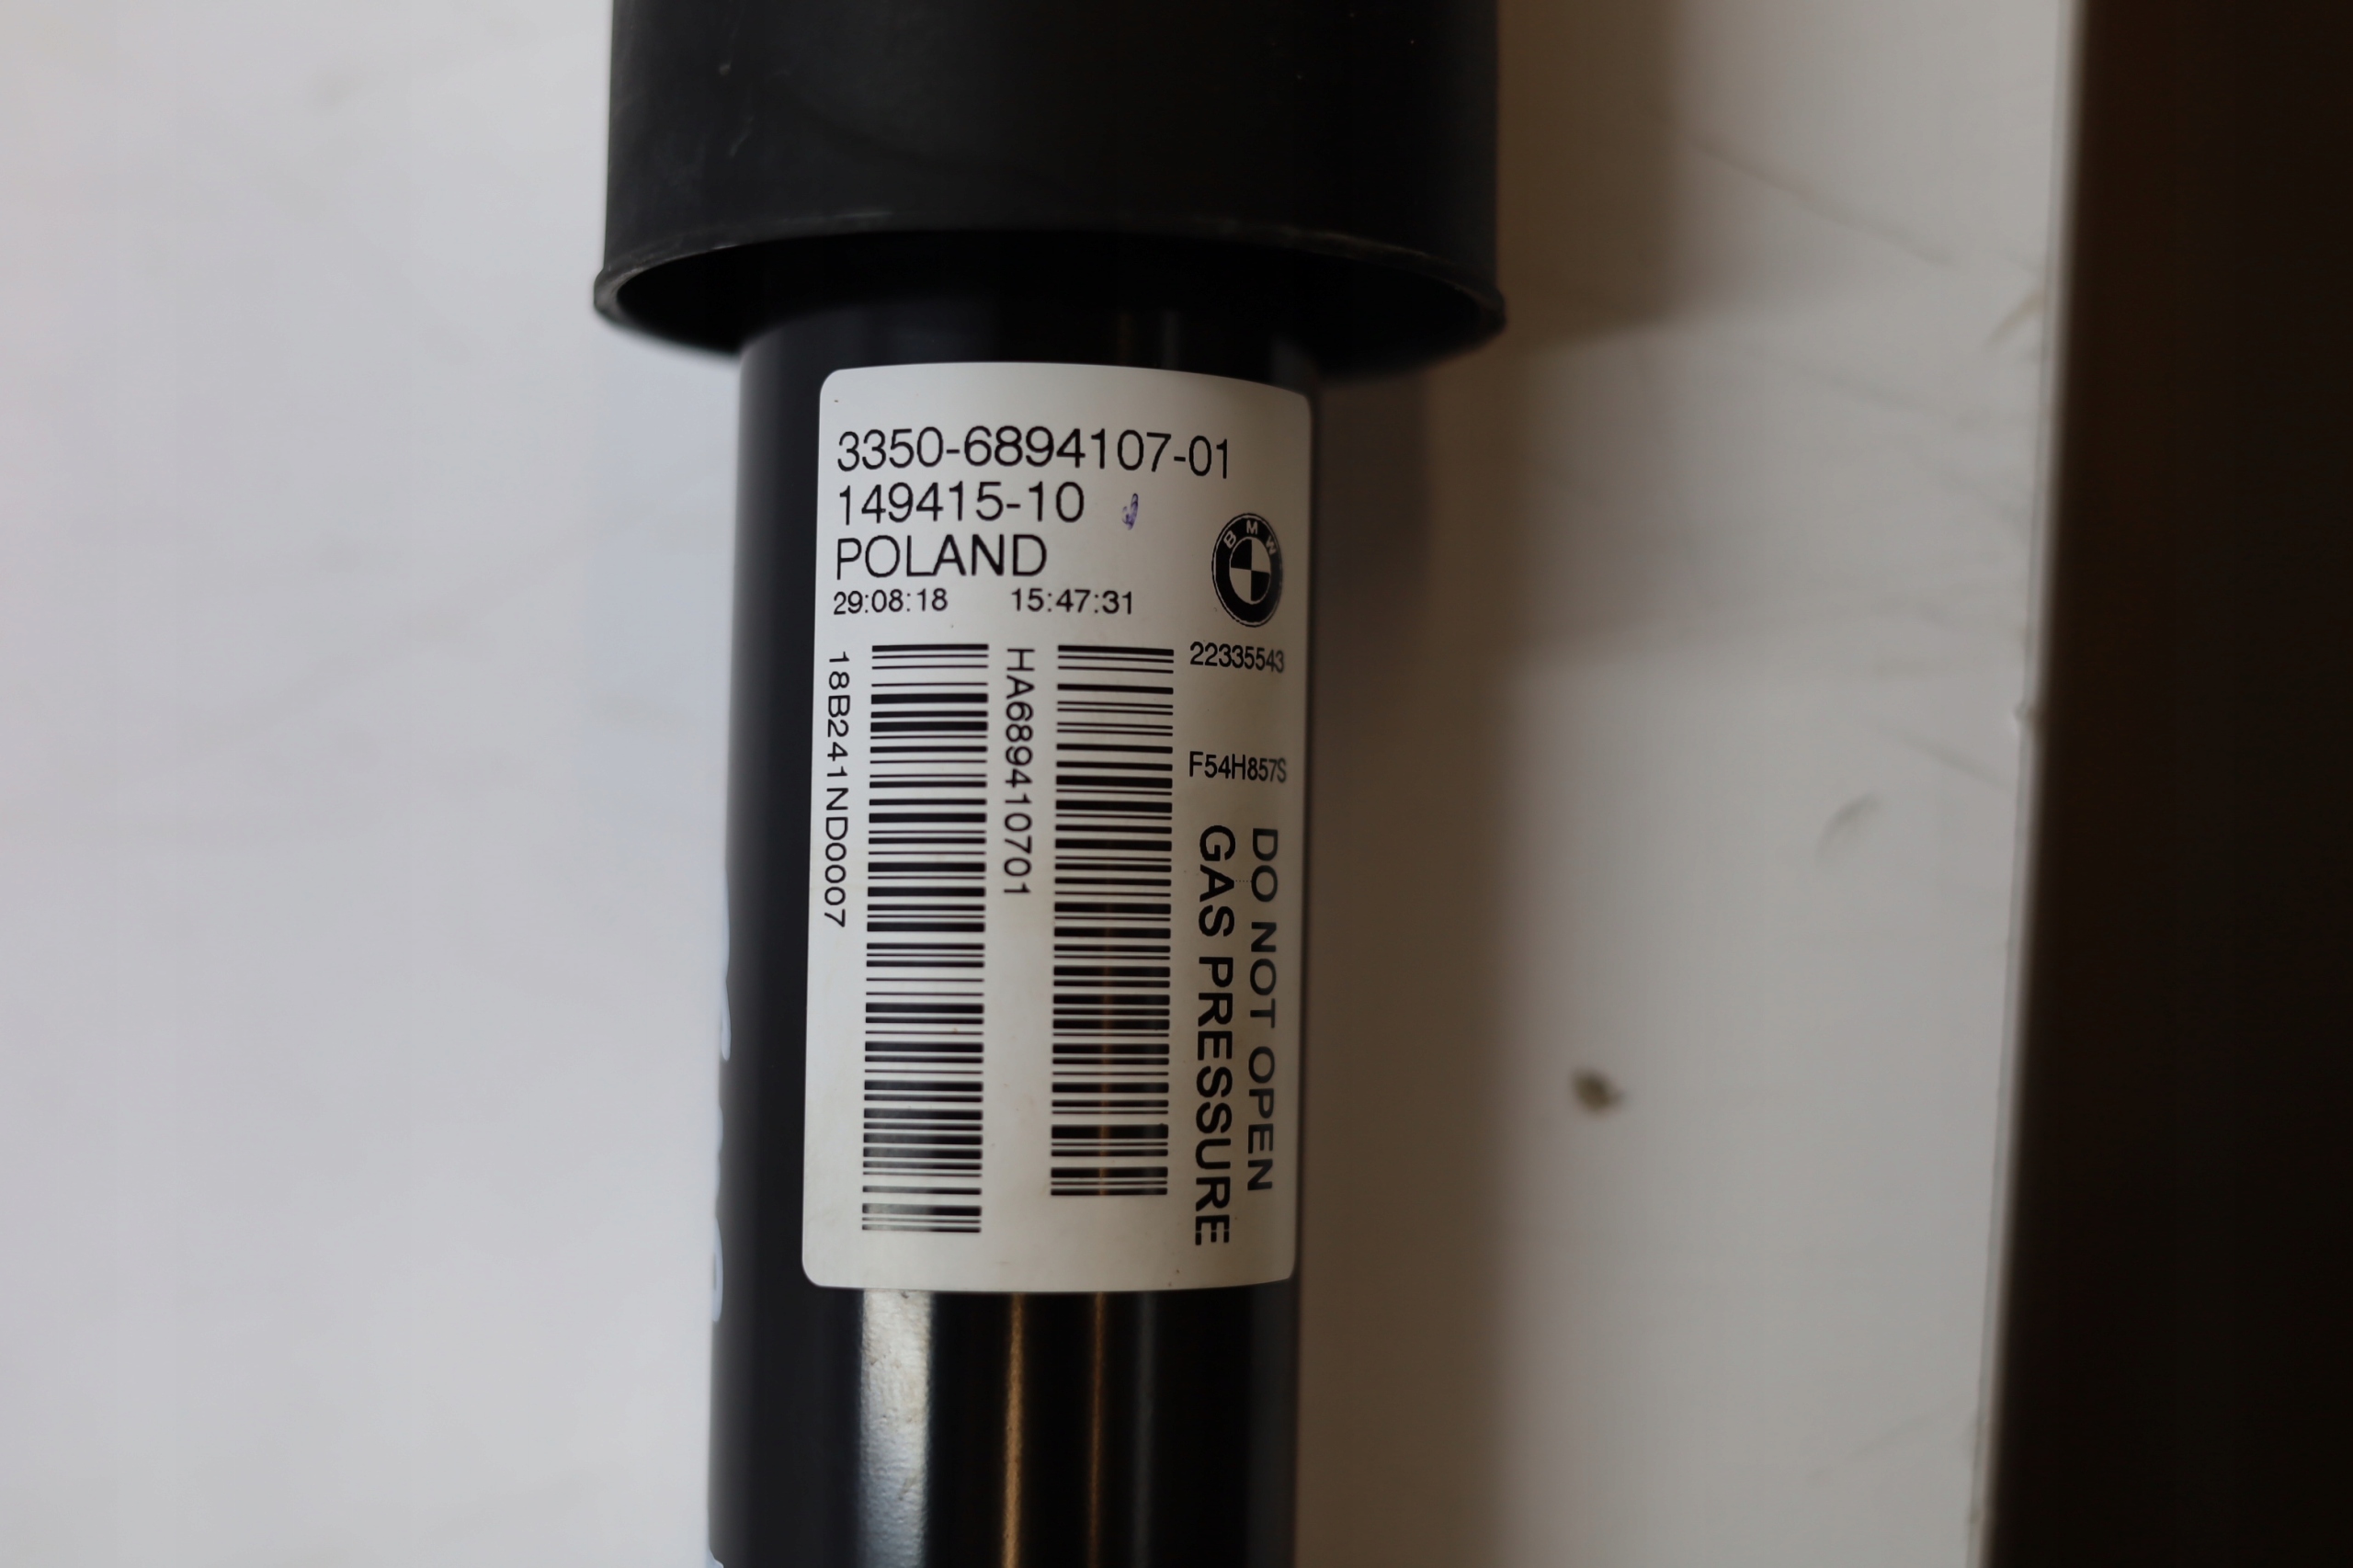 3350-6894107-01
149415-10
POLAND
29:08:18 15:47:31
BMW
22335543
F54H857S
18B241ND0007
HA689410701
DO NOT OPEN
GAS PRESSURE